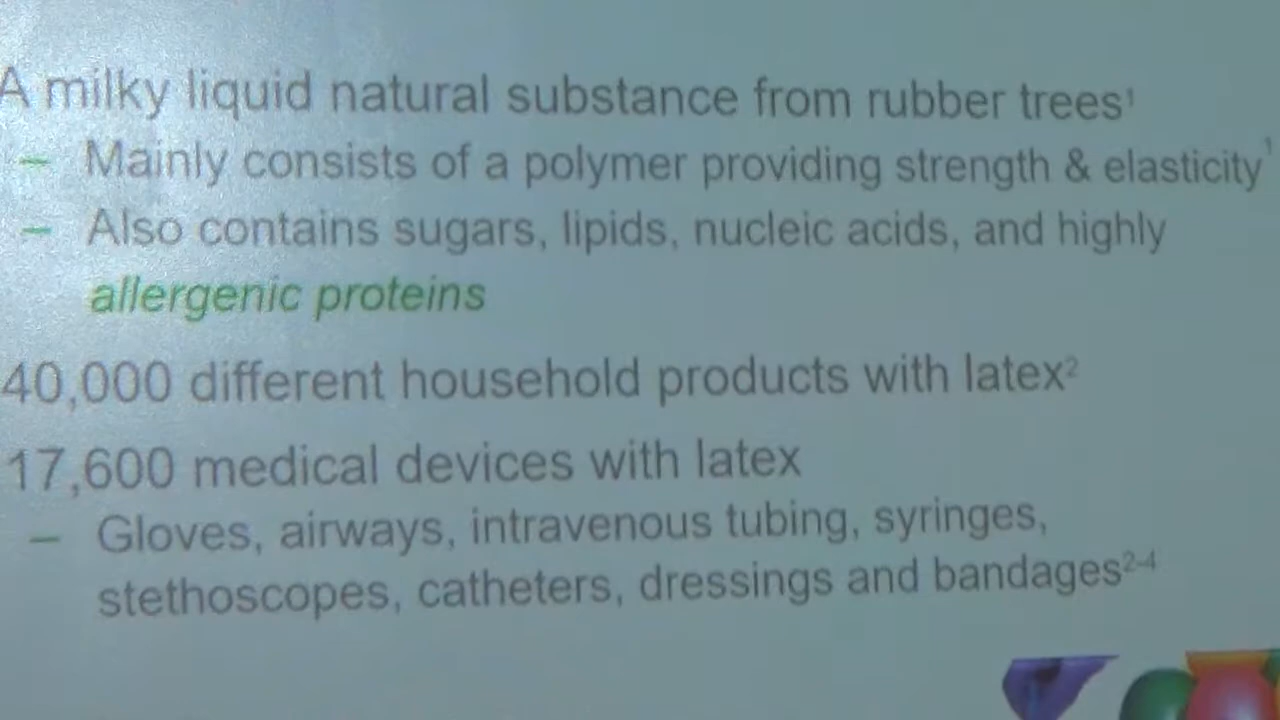 A milky liquid natural substance from rubber trees¹
– Mainly consists of a polymer providing strength & elasticity¹
– Also contains sugars, lipids, nucleic acids, and highly
allergenic proteins
40,000 different household products with latex²
17,600 medical devices with latex
– Gloves, airways, intravenous tubing, syringes,
stethoscopes, catheters, dressings and bandages²⁻⁴